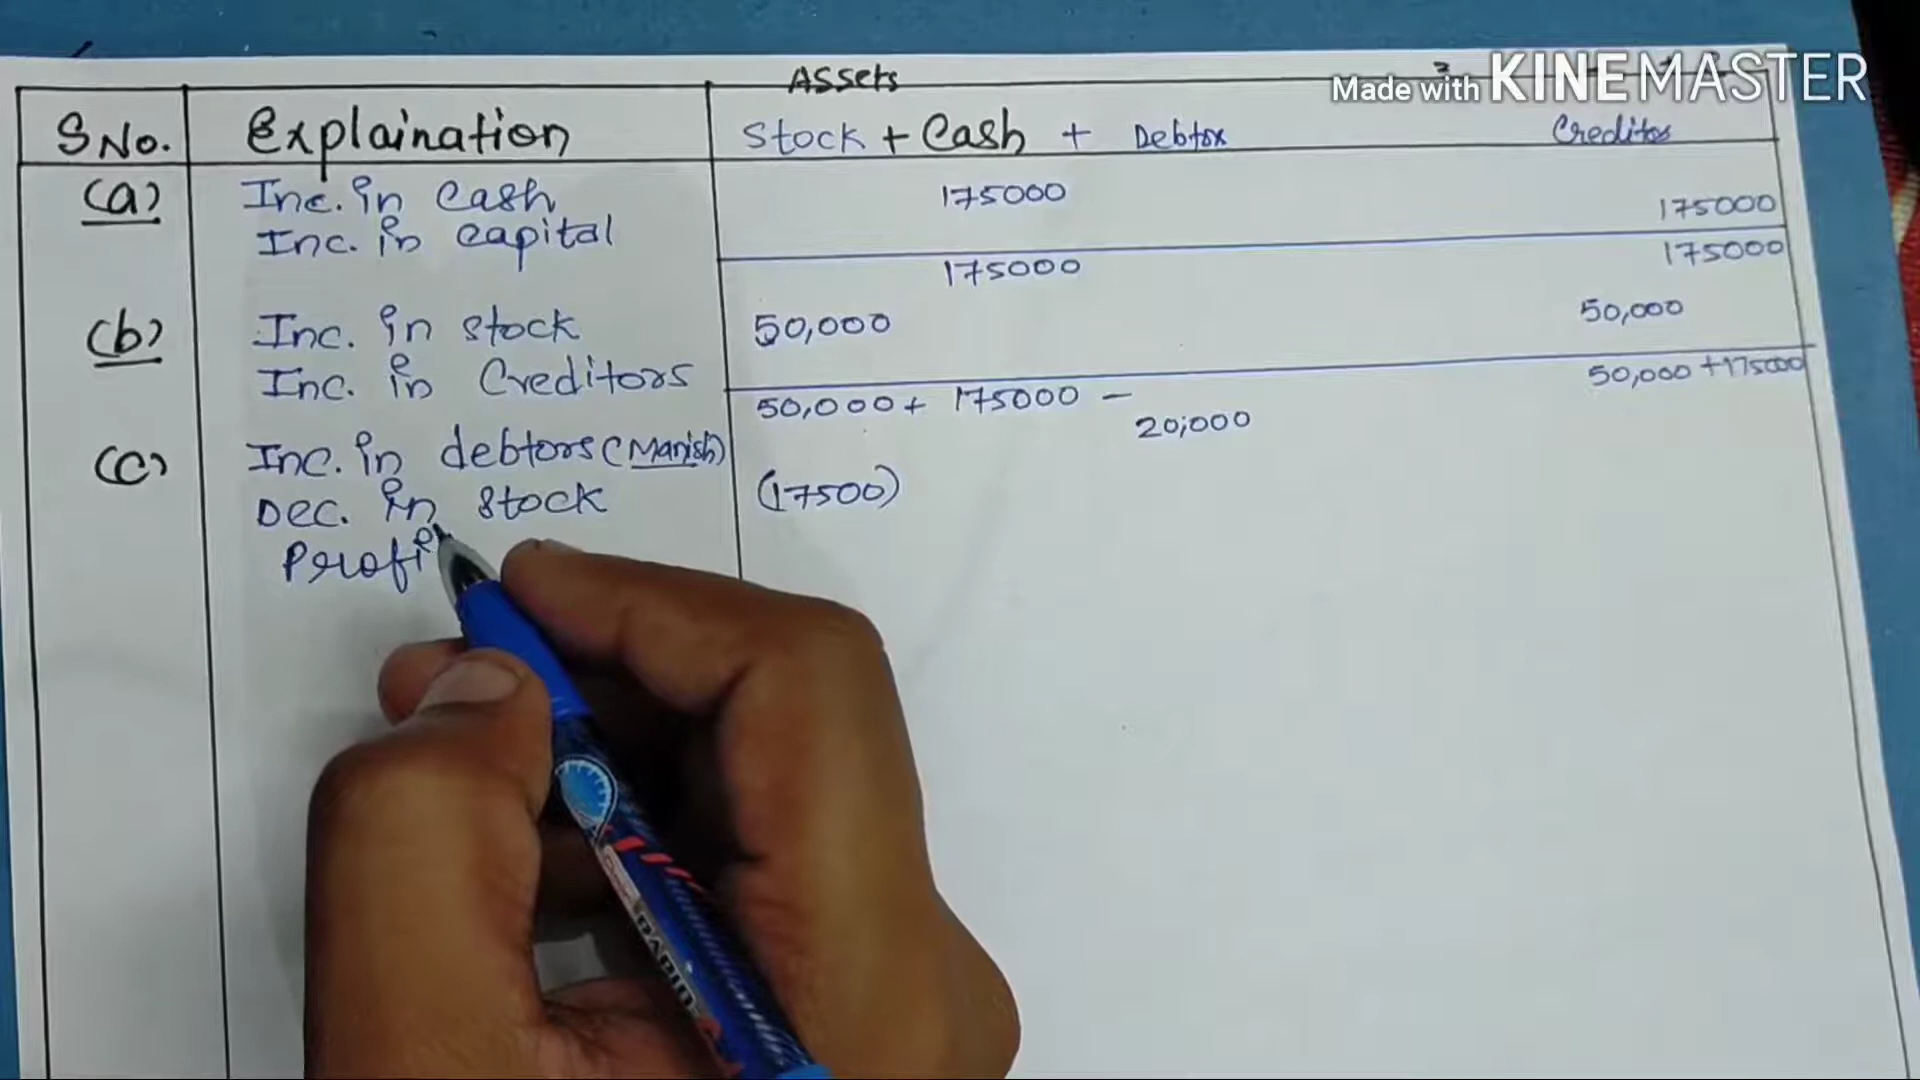 Made with KINEMASTER
Assets
S No. Explaination Stock + Cash + Debtox Creditos
(a) Inc. in cash 175000
Inc. in capital 175000
175000 175000
(b) Inc. in stock 50,000 50,000
Inc. in Creditors
50,000 + 175000 - 50,000 +175000
20,000
(c) Inc. in debtors (Manish)
Dec. in stock (17500)
Profi